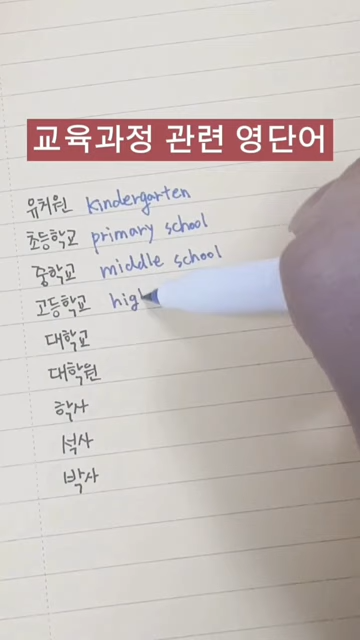 교육과정 관련 영단어
유치원 kindergarten
초등학교 primary school
중학교 middle school
고등학교 high
대학교
대학원
학사
석사
박사